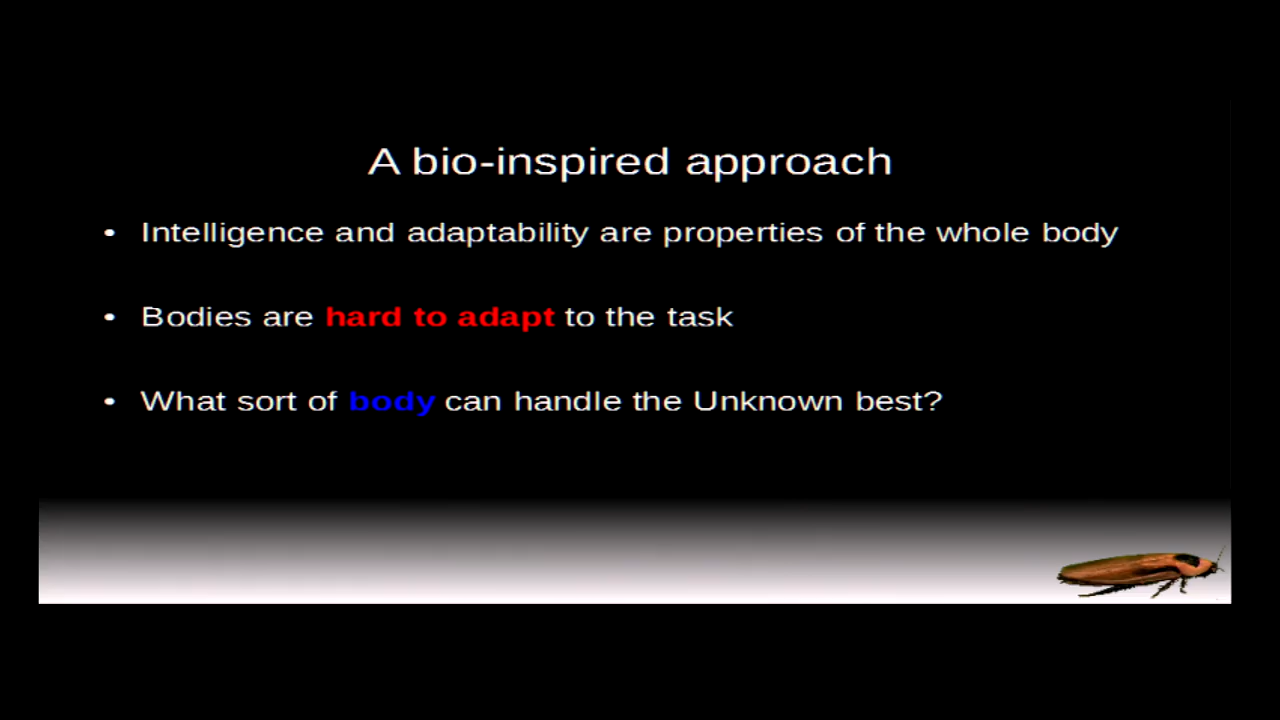 A bio-inspired approach
• Intelligence and adaptability are properties of the whole body
• Bodies are hard to adapt to the task
• What sort of body can handle the Unknown best?